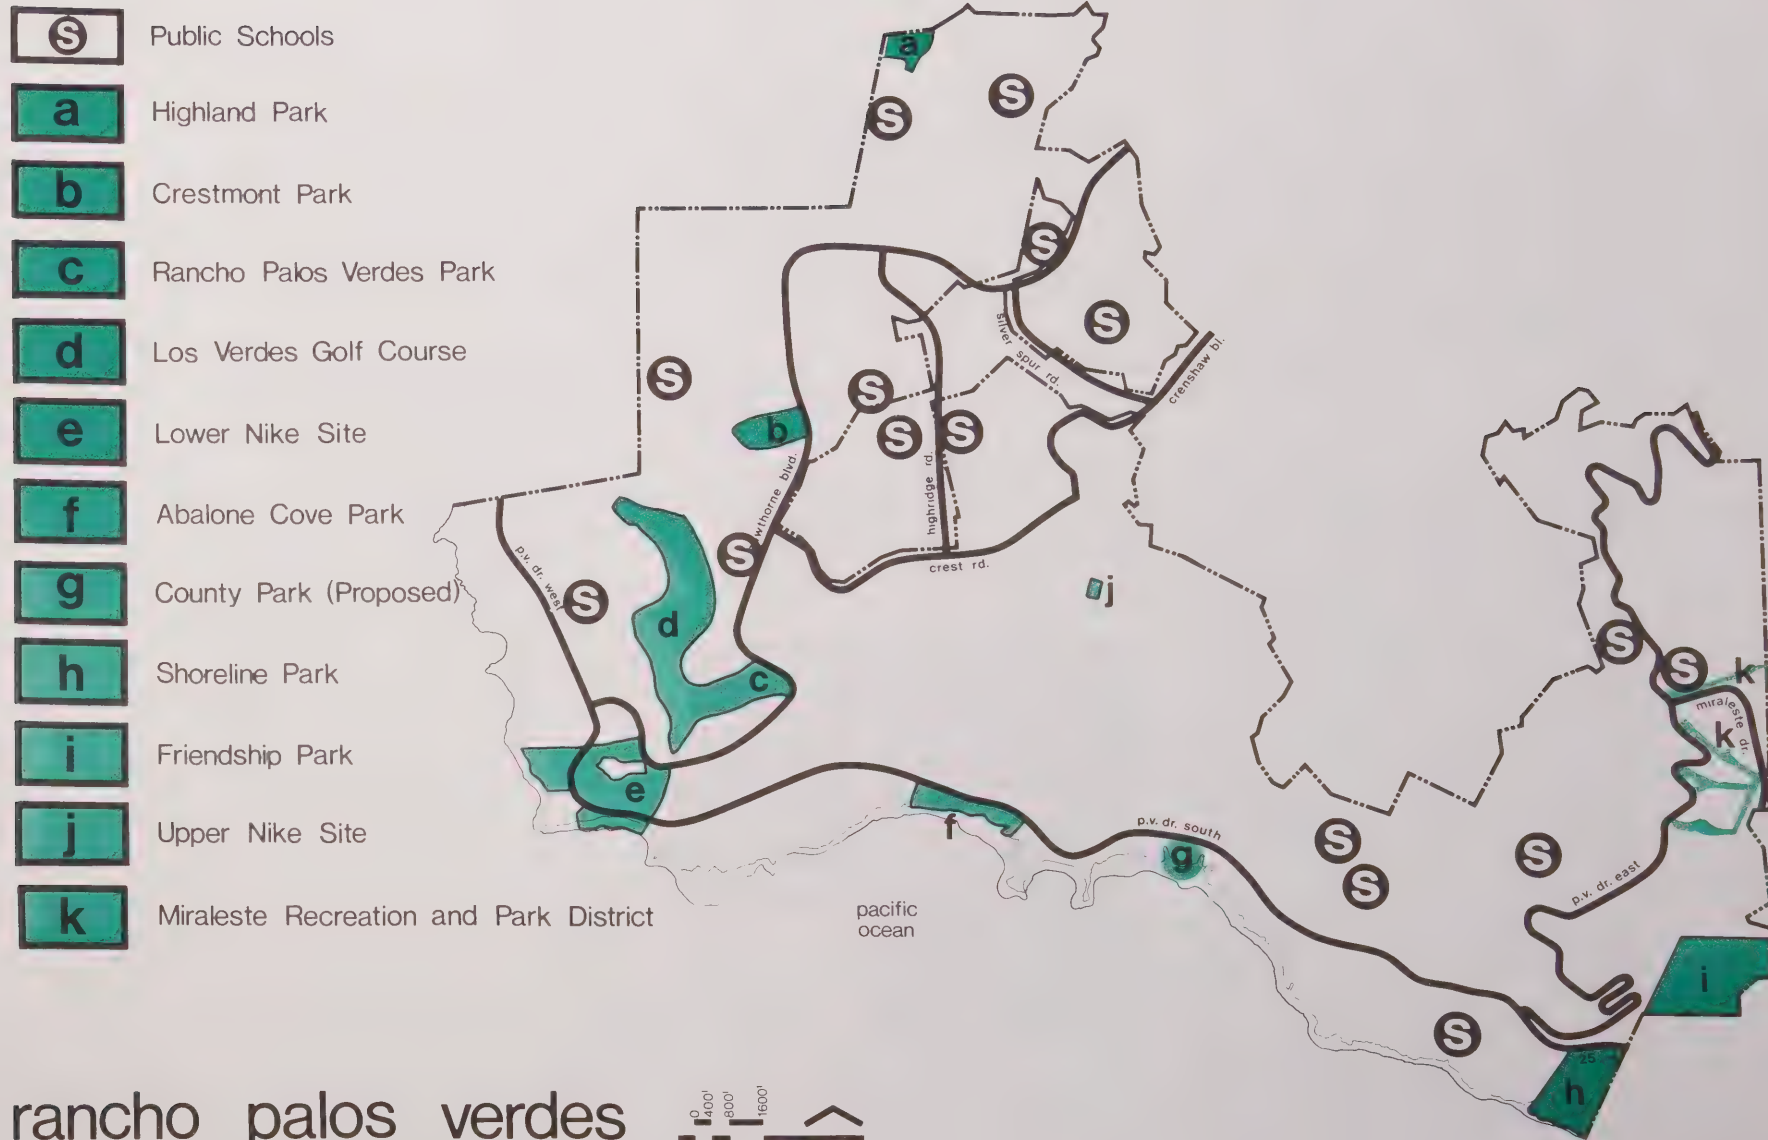 S Public Schools
a Highland Park
b Crestmont Park
c Rancho Palos Verdes Park
d Los Verdes Golf Course
e Lower Nike Site
f Abalone Cove Park
g County Park (Proposed)
h Shoreline Park
i Friendship Park
j Upper Nike Site
k Miraleste Recreation and Park District
a
S
S
S
S
silver spur rd.
crenshaw bl.
S
S
b
S
S
wthorne blvd.
highridge rd.
S
p.v. dr. west
S
crest rd.
j
d
c
S
S
k
miraleste dr.
k
e
f
p.v. dr. south
g
S
S
S
p.v. dr. east
pacific
ocean
i
S
25
h
rancho palos verdes
0
400'
800'
1600'